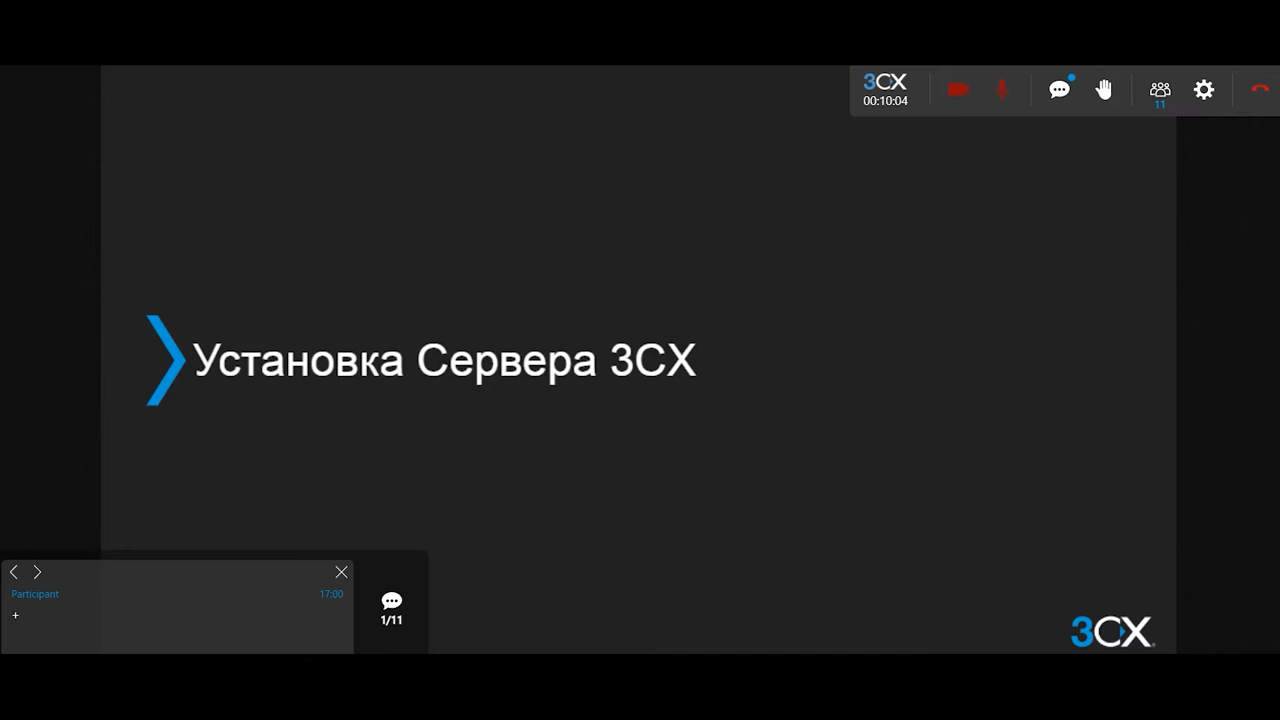 3CX
00:10:04
11
Установка Сервера 3CX
Participant 17:00
+
1/11
3CX